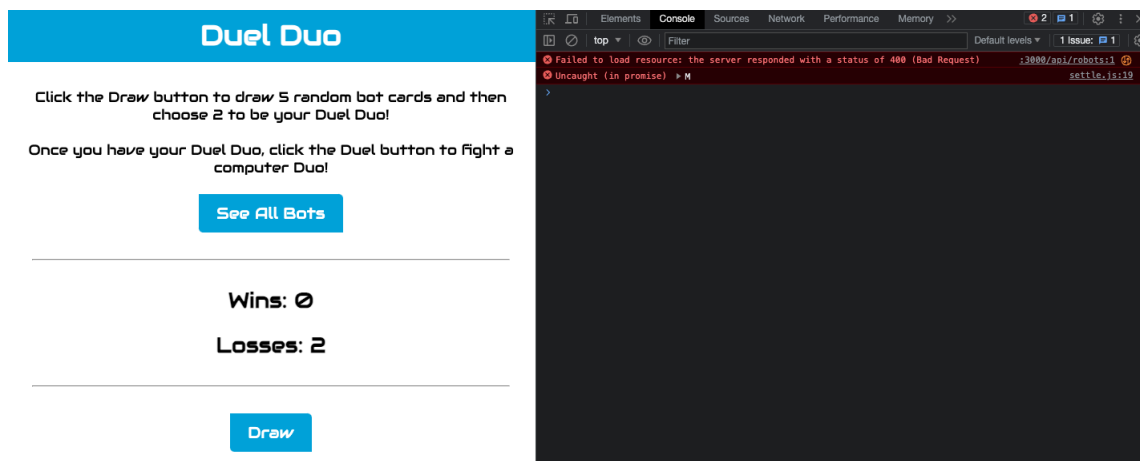 Duel Duo
Click the Draw button to draw 5 random bot cards and then
choose 2 to be your Duel Duo!
Once you have your Duel Duo, click the Duel button to fight a
computer Duo!
See All Bots
Wins: 0
Losses: 2
Draw
Elements Console Sources Network Performance Memory >> 2 1
top Filter Default levels 1 Issue: 1
Failed to load resource: the server responded with a status of 400 (Bad Request) :3000/api/robots:1
Uncaught (in promise) M settle.js:19